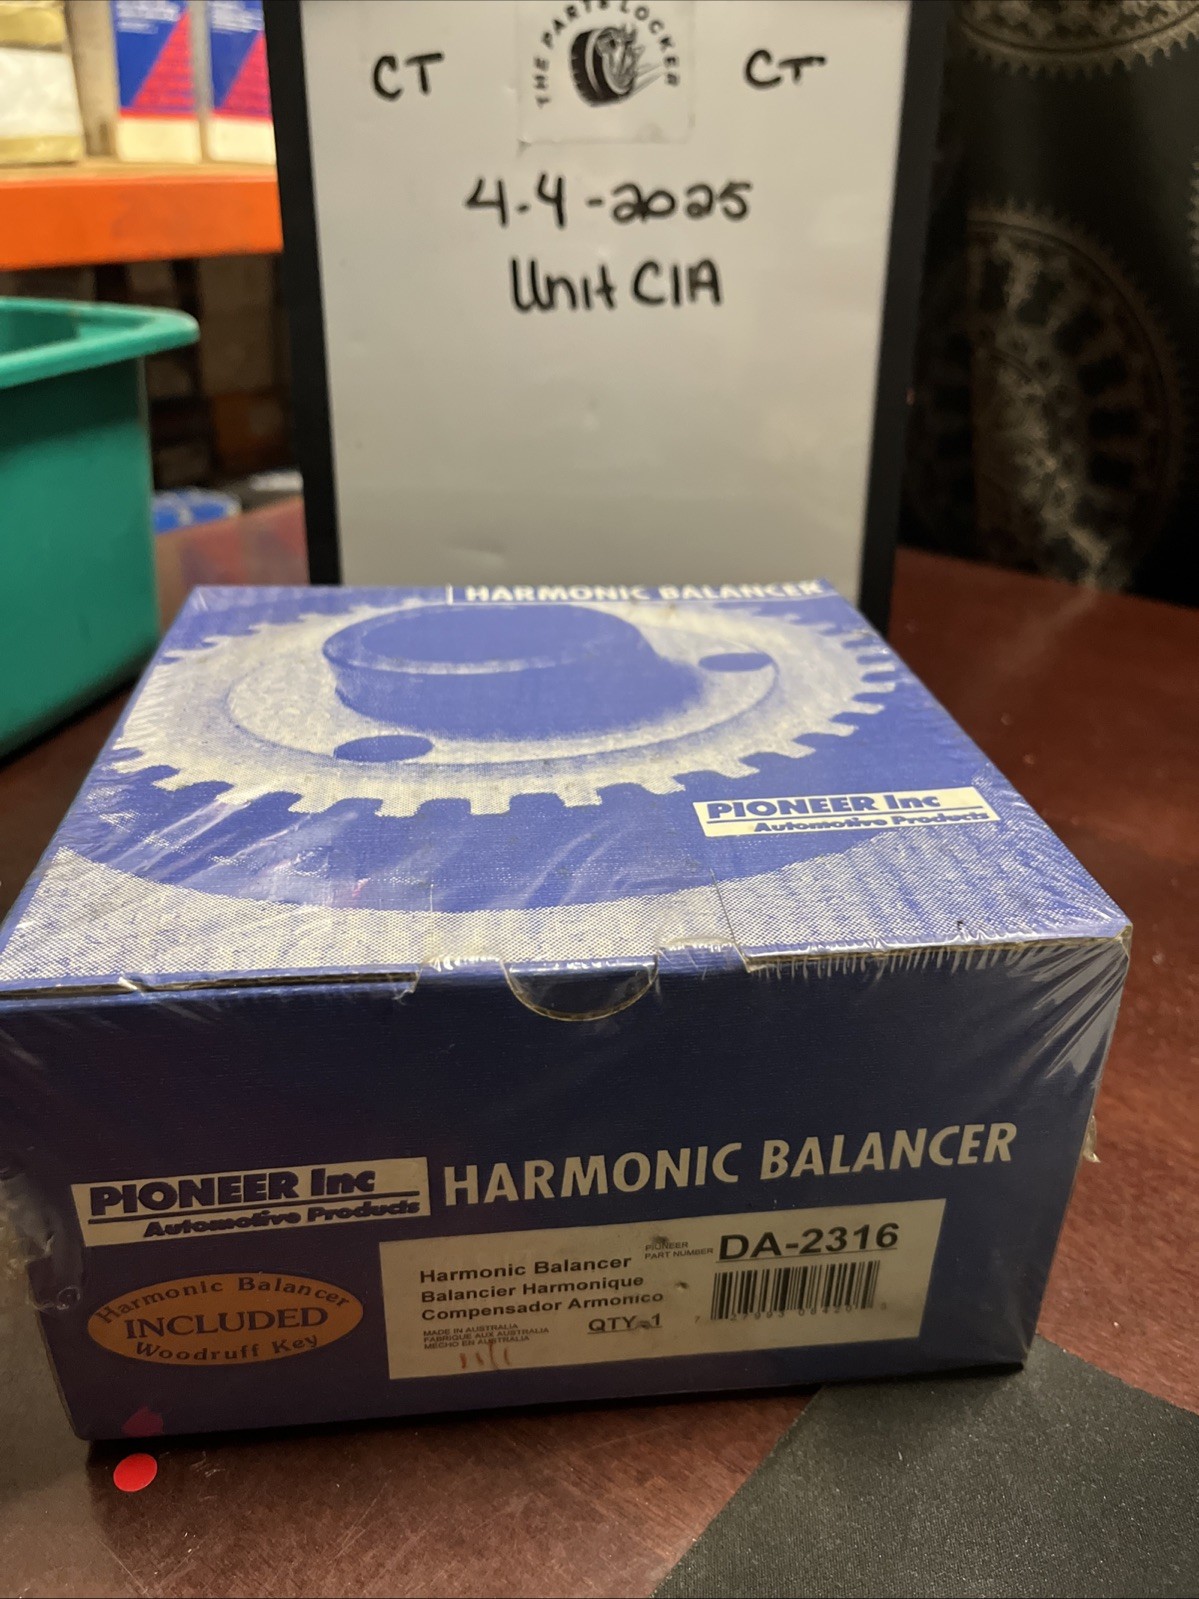 THE PARTS LOCKER
CT
CT
4-4-2025
Unit C1A
HARMONIC BALANCER
PIONEER Inc
Automotive Products
PIONEER Inc
Automotive Products
HARMONIC BALANCER
Harmonic Balancer
INCLUDED
Woodruff Key
Harmonic Balancer
Balancier Harmonique
Compensador Armonico
MADE IN AUSTRALIA
FABRIQUE AUX AUSTRALIA
HECHO EN AUSTRALIA
QTY-1
PIONEER
PART NUMBER
DA-2316